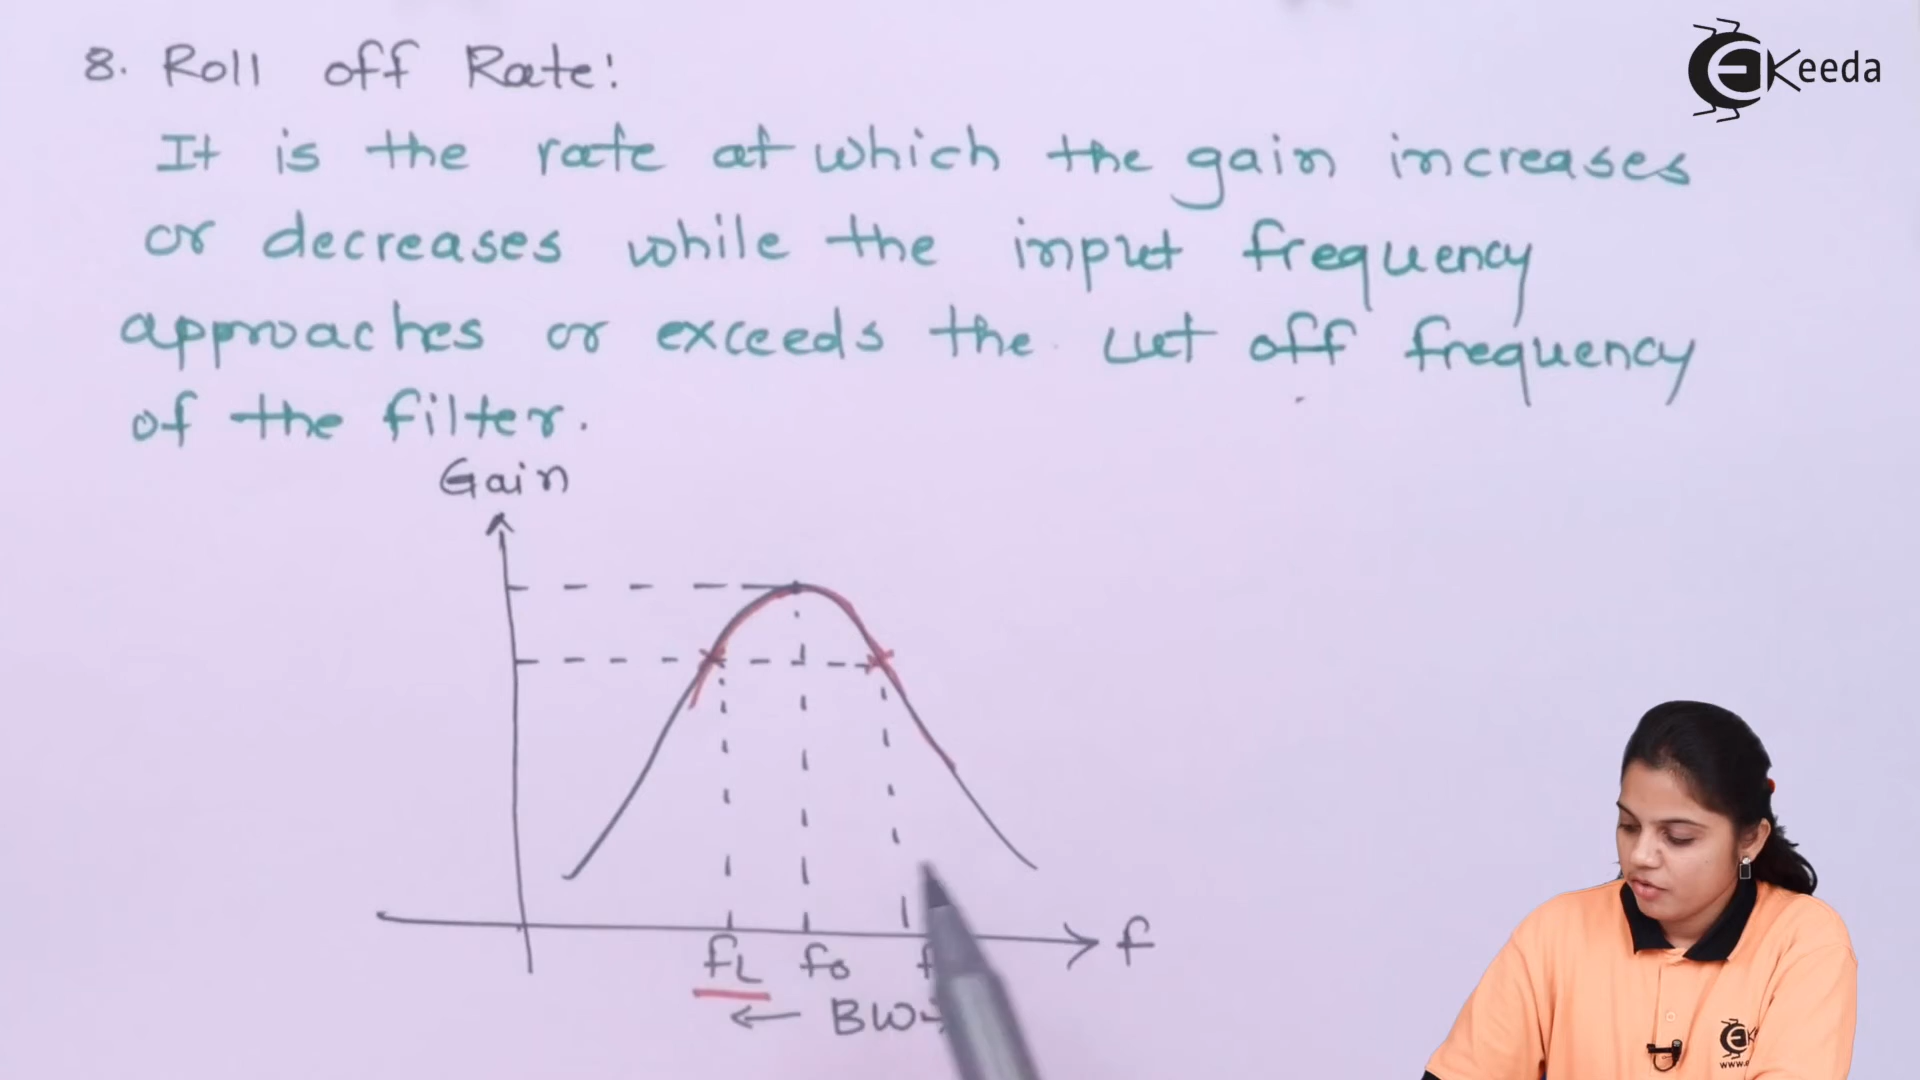 8. Roll off Rate:
EKeeda
It is the rate at which the gain increases
or decreases while the input frequency
approaches or exceeds the cut off frequency
of the filter.
Gain
f
fL fo f
← BW